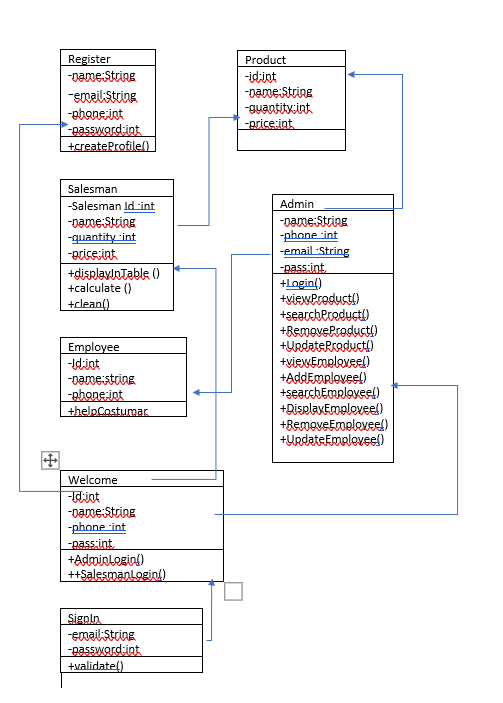 Register
-name:String
-email:String
-phone:int
-password:int
+createProfile()
Product
-id:int
-name:String
-quantity:int
-price:int
Salesman
-Salesman Id :int
-name:String
-quantity :int
-price:int
+displayInTable ()
+calculate ()
+clean()
Admin
-name:String
-phone :int
-email :String
-pass:int
+Login()
+viewProduct()
+searchProduct()
+RemoveProduct()
+UpdateProduct()
+viewEmployee()
+AddEmployee()
+searchEmployee()
+DisplayEmployee()
+RemoveEmployee()
+UpdateEmployee()
Employee
-Id:int
-name:string
-phone:int
+helpCostumar
Welcome
-Id:int
-name:String
-phone :int
-pass:int
+AdminLogin()
++SalesmanLogin()
SignIn
-email:String
-password:int
+validate()